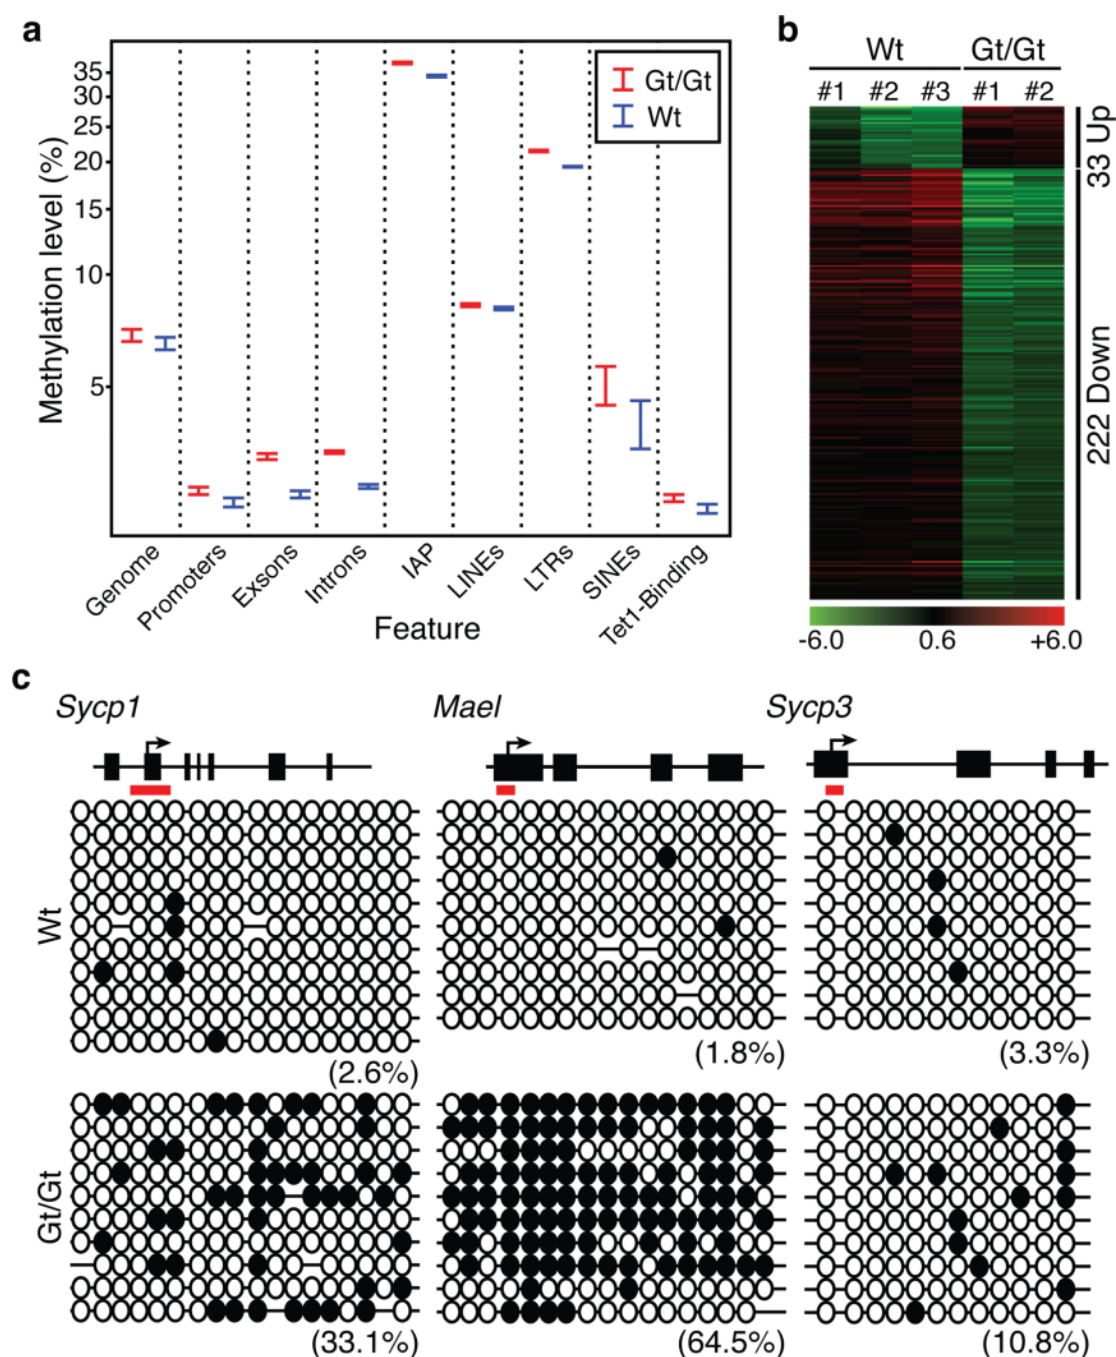 a
Methylation level (%)
35
30
25
20
15
10
5
Gt/Gt
Wt
Genome
Promoters
Exsons
Introns
IAP
LINEs
LTRs
SINEs
Tet1-Binding
Feature
b
Wt Gt/Gt
#1 #2 #3 #1 #2
33 Up
222 Down
-6.0 0.6 +6.0
c
Sycp1 Mael Sycp3
Wt
(2.6%) (1.8%) (3.3%)
Gt/Gt
(33.1%) (64.5%) (10.8%)